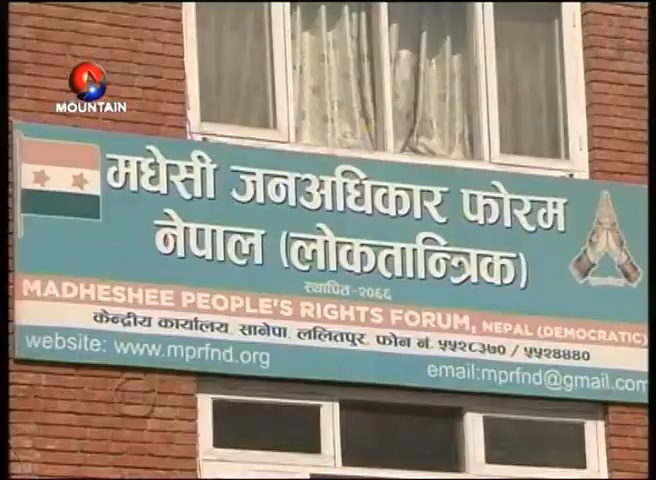 MOUNTAIN
मधेसी जनअधिकार फोरम
नेपाल (लोकतान्त्रिक)
स्थापित-२०६६
MADHESHEE PEOPLE'S RIGHTS FORUM, NEPAL (DEMOCRATIC)
केन्द्रीय कार्यालय, सानेपा, ललितपुर, फोन नं. ५५२८३७० / ५५२८८८०
website: www.mprfnd.org
email:mprfnd@gmail.com